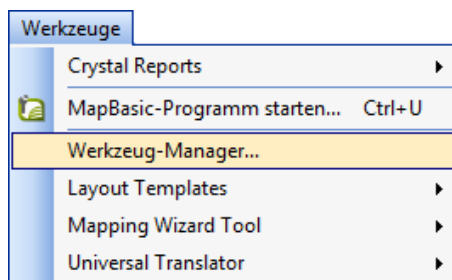 Werkzeuge
Crystal Reports
MapBasic-Programm starten... Ctrl+U
Werkzeug-Manager...
Layout Templates
Mapping Wizard Tool
Universal Translator